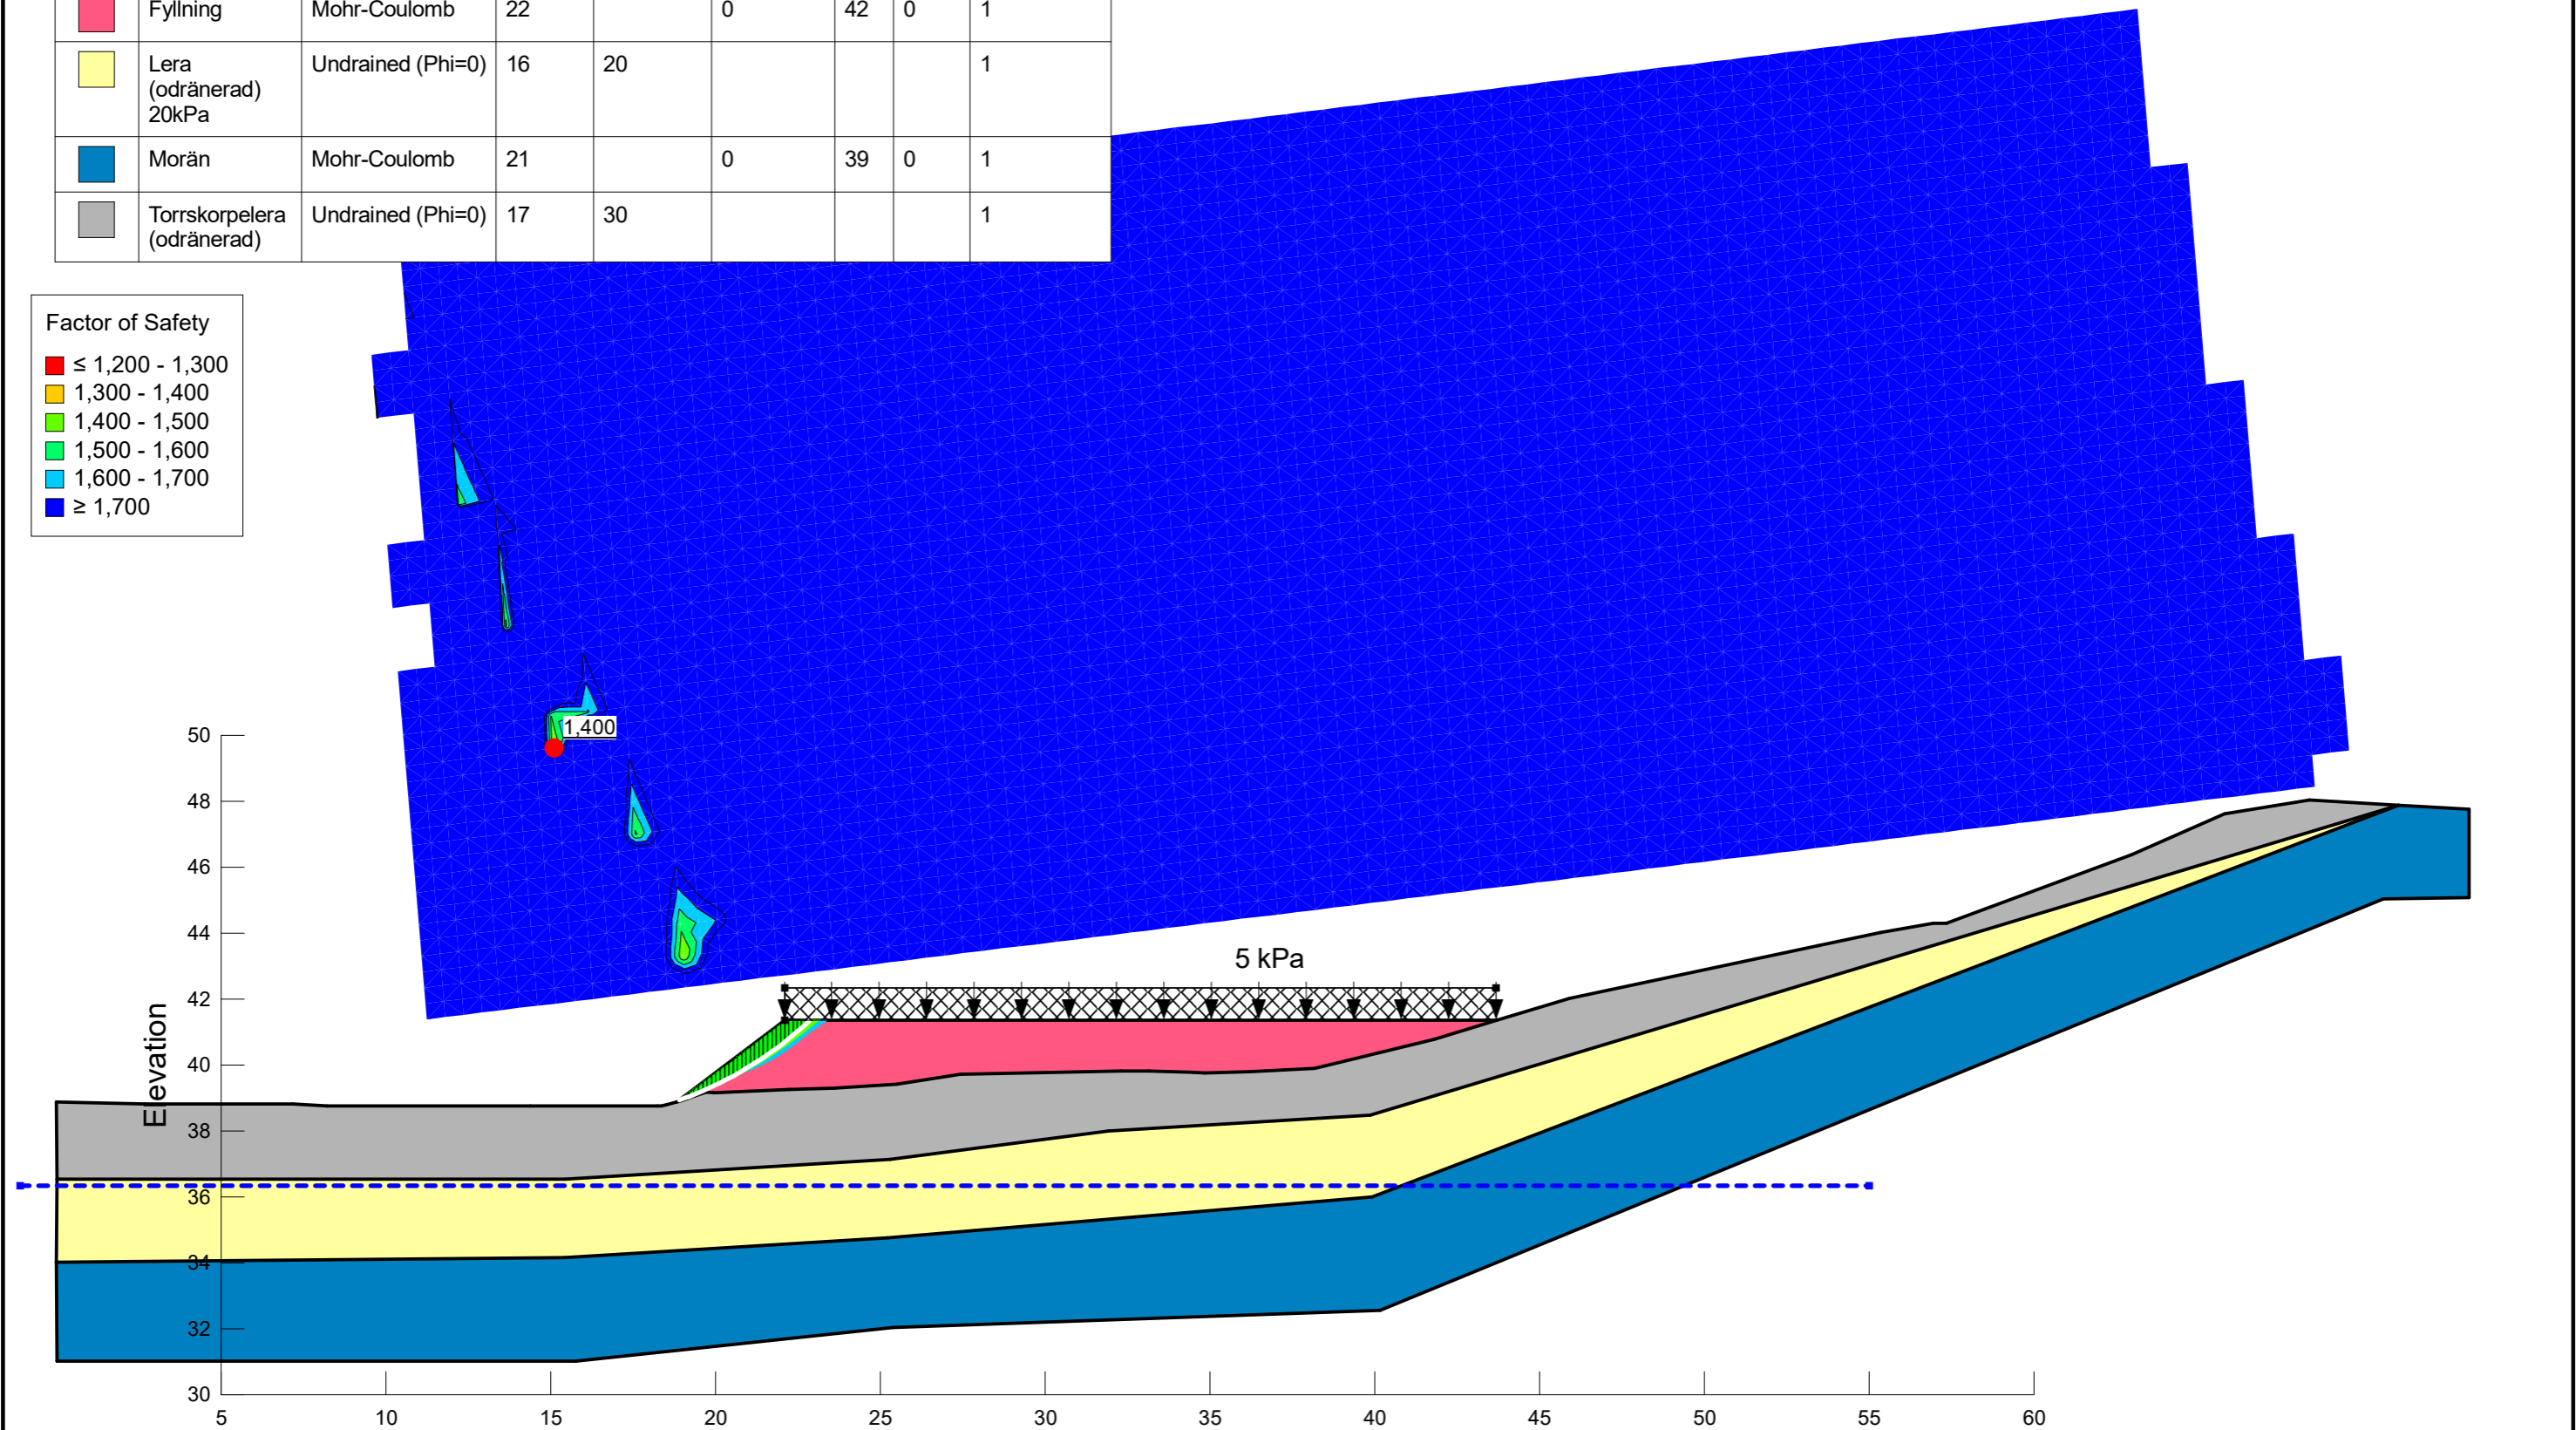 Fyllning Mohr-Coulomb 22 0 42 0 1
Lera Undrained (Phi=0) 16 20 1
(odränerad)
20kPa
Morän Mohr-Coulomb 21 0 39 0 1
Torrskorpelera Undrained (Phi=0) 17 30 1
(odränerad)
Factor of Safety
≤ 1,200 - 1,300
1,300 - 1,400
1,400 - 1,500
1,500 - 1,600
1,600 - 1,700
≥ 1,700
1,400
5 kPa
Elevation
50
48
46
44
42
40
38
36
34
32
30
5 10 15 20 25 30 35 40 45 50 55 60